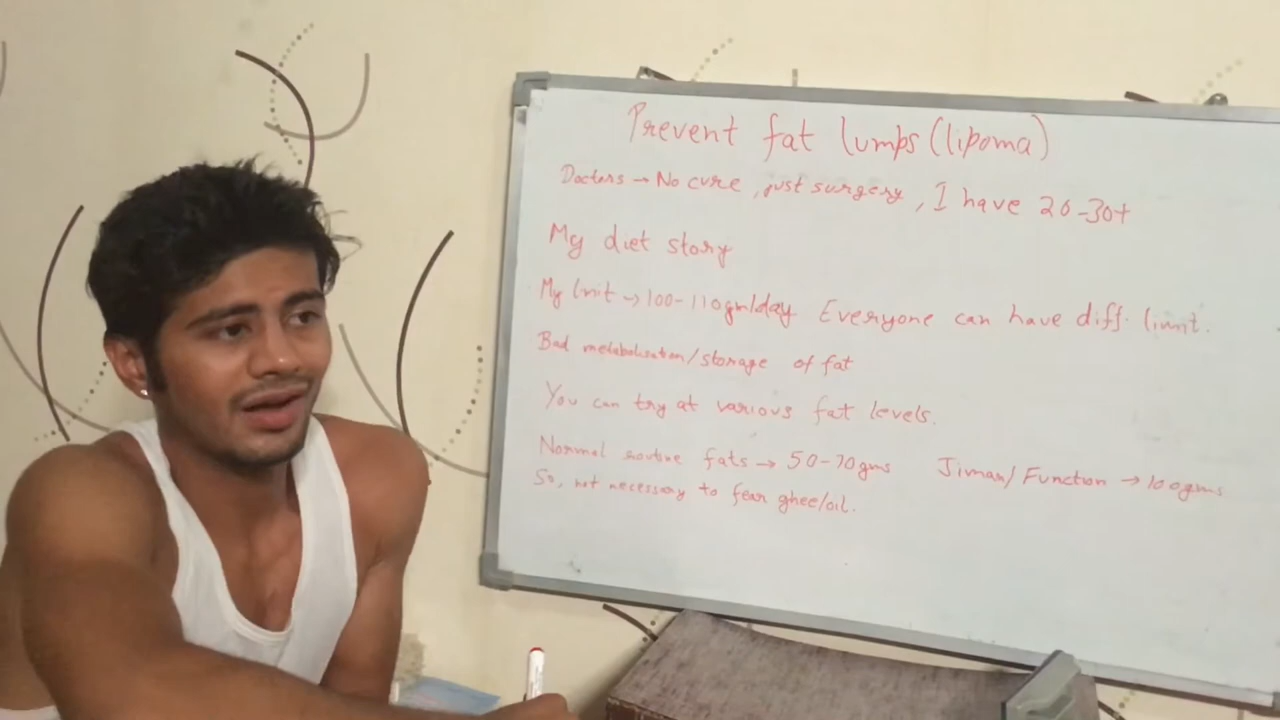 Prevent fat lumps (lipoma)
Doctors → No cure, just surgery, I have 20-30+
My diet story
My limit → 100-110gm/day Everyone can have diff. limit.
Bad metabolisation/storage of fat
You can try at various fat levels.
Normal routine fats → 50-70gms Jiman/Function → 100gms
So, not necessary to fear ghee/oil.